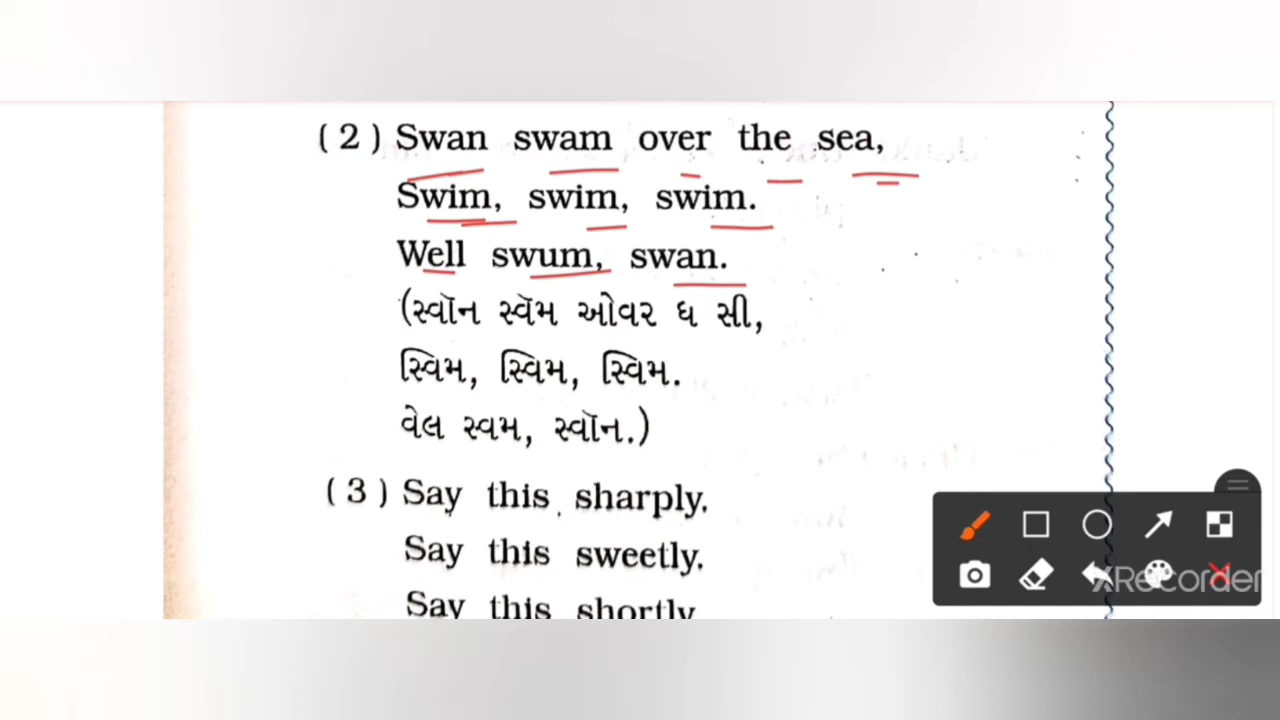 (2) Swan swam over the sea,
Swim, swim, swim.
Well swum, swan.
(સ્વૉન સ્વૅમ ઓવર ધ સી,
સ્વિમ, સ્વિમ, સ્વિમ.
વેલ સ્વમ, સ્વૉન.)
(3) Say this sharply.
Say this sweetly.
Say this shortly
XRecorder